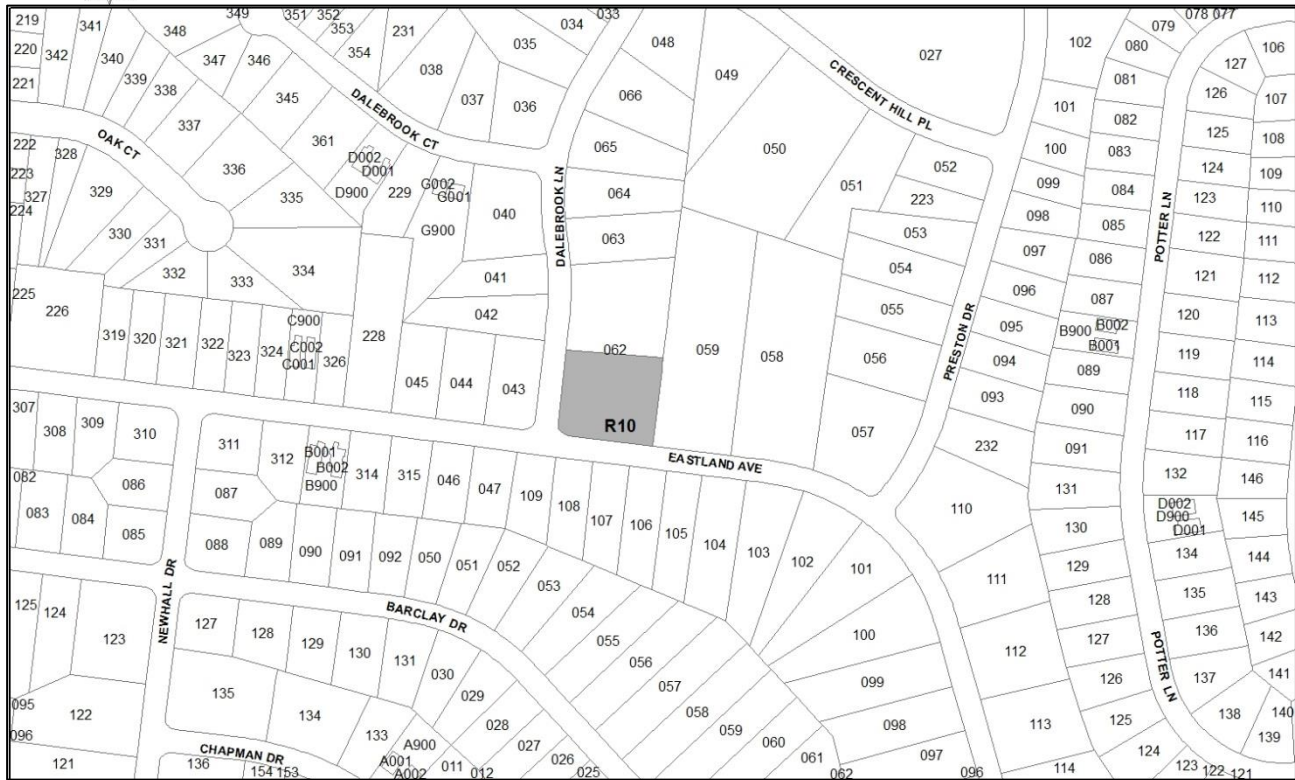 349 351 352 033 078 077
219 341 348 353 034 079
231 035 048 102 080 106
220 342 340 347 346 354 027 127
221 339 338 345 038 037 036 066 049 CRESCENT HILL PL 101 081 126 107
OAK CT 337 DALEBROOK CT 082 125 108
222 328 361 065 050 100 083 124 109
223 327 329 336 D002 D001 G002 G001 052 099 084 123 110
224 335 D900 229 040 064 051 223 098 085 122 111
330 331 G900 DALEBROOK LN 063 053 097 086 POTTER LN
332 333 334 041 054 096 087 121 112
225 226 C900 228 042 055 095 B900 B002 B001 120 113
319 320 321 322 323 324 C002 C001 326 062 059 058 056 PRESTON DR 094 089 119 114
045 044 043 093 090 118 115
307 308 309 310 311 R10 057 232 091 117 116
312 B001 B002 B900 314 315 046 047 EASTLAND AVE
082 086 087 109 108 107 106 105 104 103 102 110 131 132 146
083 084 085 088 089 090 091 092 050 051 052 101 130 D002 D900 D001 145
053 111 129 134 144
125 124 123 NEWHALL DR BARCLAY DR 054 128 135 143
127 128 129 130 131 055 056 100 112 127 136 142
030 057 099 126 POTTER LN 137 141
135 134 029 058 098 113 125 138 140
095 122 133 028 059 060 097 124 139
096 CHAPMAN DR A900 027 061
121 136 154 153 A001 A002 011 012 026 025 062 096 114 123 122 121